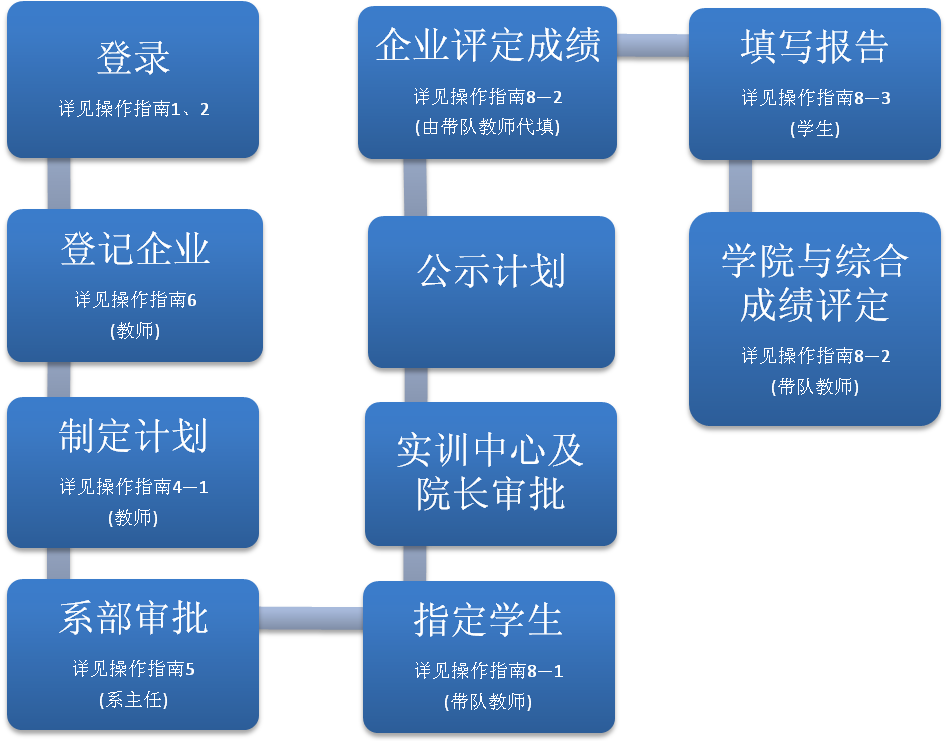 登录
详见操作指南1、2
登记企业
详见操作指南6
(教师)
制定计划
详见操作指南4—1
(教师)
系部审批
详见操作指南5
(系主任)
指定学生
详见操作指南8—1
(带队教师)
实训中心及
院长审批
公示计划
企业评定成绩
详见操作指南8—2
(由带队教师代填)
填写报告
详见操作指南8—3
(学生)
学院与综合
成绩评定
详见操作指南8—2
(带队教师)